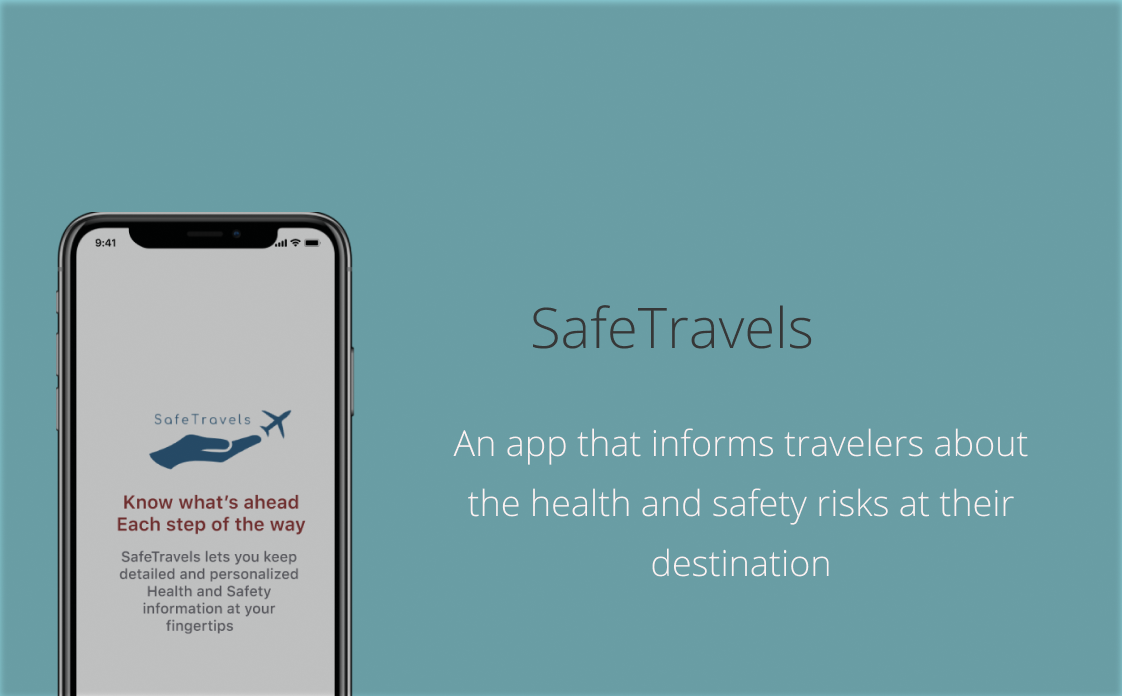 9:41
SafeTravels
Know what's ahead
Each step of the way
SafeTravels lets you keep
detailed and personalized
Health and Safety
information at your
fingertips
SafeTravels
An app that informs travelers about
the health and safety risks at their
destination